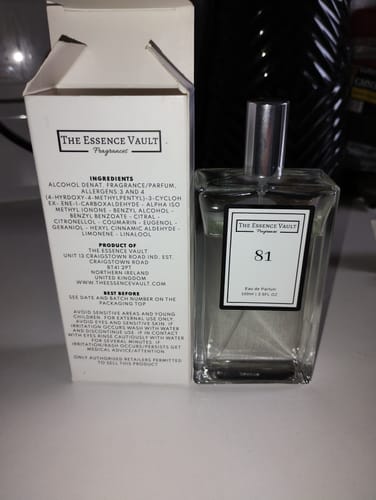 THE ESSENCE VAULT
Fragrances
INGREDIENTS
ALCOHOL DENAT. FRAGRANCE/PARFUM.
ALLERGENS:3 AND 4
(4-HYRDOXY-4-METHYLPENTYL)-3-CYCLOH
EX- ENE-1-CARBOXALDEHYDE - ALPHA ISO
METHYL IONONE - BENZYL ALCOHOL -
BENZYL BENZOATE - CITRAL -
CITRONELLOL - COUMARIN - EUGENOL -
GERANIOL - HEXYL CINNAMIC ALDEHYDE -
LIMONENE - LINALOOL
PRODUCT OF
THE ESSENCE VAULT
UNIT 13 CRAIGSTOWN ROAD IND. EST.
CRAIGSTOWN ROAD
BT41 2PT
NORTHERN IRELAND
UNITED KINGDOM
WWW.THEESSENCEVAULT.COM
BEST BEFORE
SEE DATE AND BATCH NUMBER ON THE
PACKAGING TOP
AVOID SENSITIVE AREAS AND YOUNG
CHILDREN. FOR EXTERNAL USE ONLY.
AVOID EYES AND SENSITIVE SKIN. IF
IRRITATION OCCURS WASH WITH WATER
AND DISCONTINUE USE. IF IN CONTACT
WITH EYES RINSE CAUTIOUSLY WITH WATER
FOR SEVERAL MINUTES. IF
IRRITATION/RASH OCCURS/PERSISTS GET
MEDICAL ADVICE/ATTENTION
ONLY AUTHORISED RETAILERS PERMITTED
TO SELL THIS PRODUCT
THE ESSENCE VAULT
Fragrances
81
Eau de Parfum
100ml | 3.5FL OZ